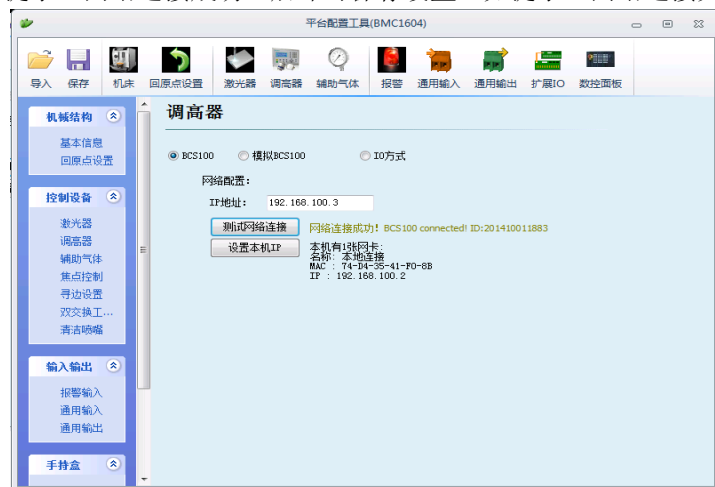 平台配置工具(BMC1604)
导入 保存 机床 回原点设置 激光器 调高器 辅助气体 报警 通用输入 通用输出 扩展IO 数控面板
机械结构
基本信息
回原点设置
控制设备
激光器
调高器
辅助气体
焦点控制
寻边设置
双交换工...
清洁喷嘴
输入输出
报警输入
通用输入
通用输出
手持盒
调高器
BCS100 模拟BCS100 IO方式
网络配置：
IP地址： 192.168.100.3
测试网络连接 网络连接成功! BCS100 connected! ID:201410011883
设置本机IP 本机有1张网卡:
名称: 本地连接
MAC : 74-D4-35-41-F0-8B
IP : 192.168.100.2